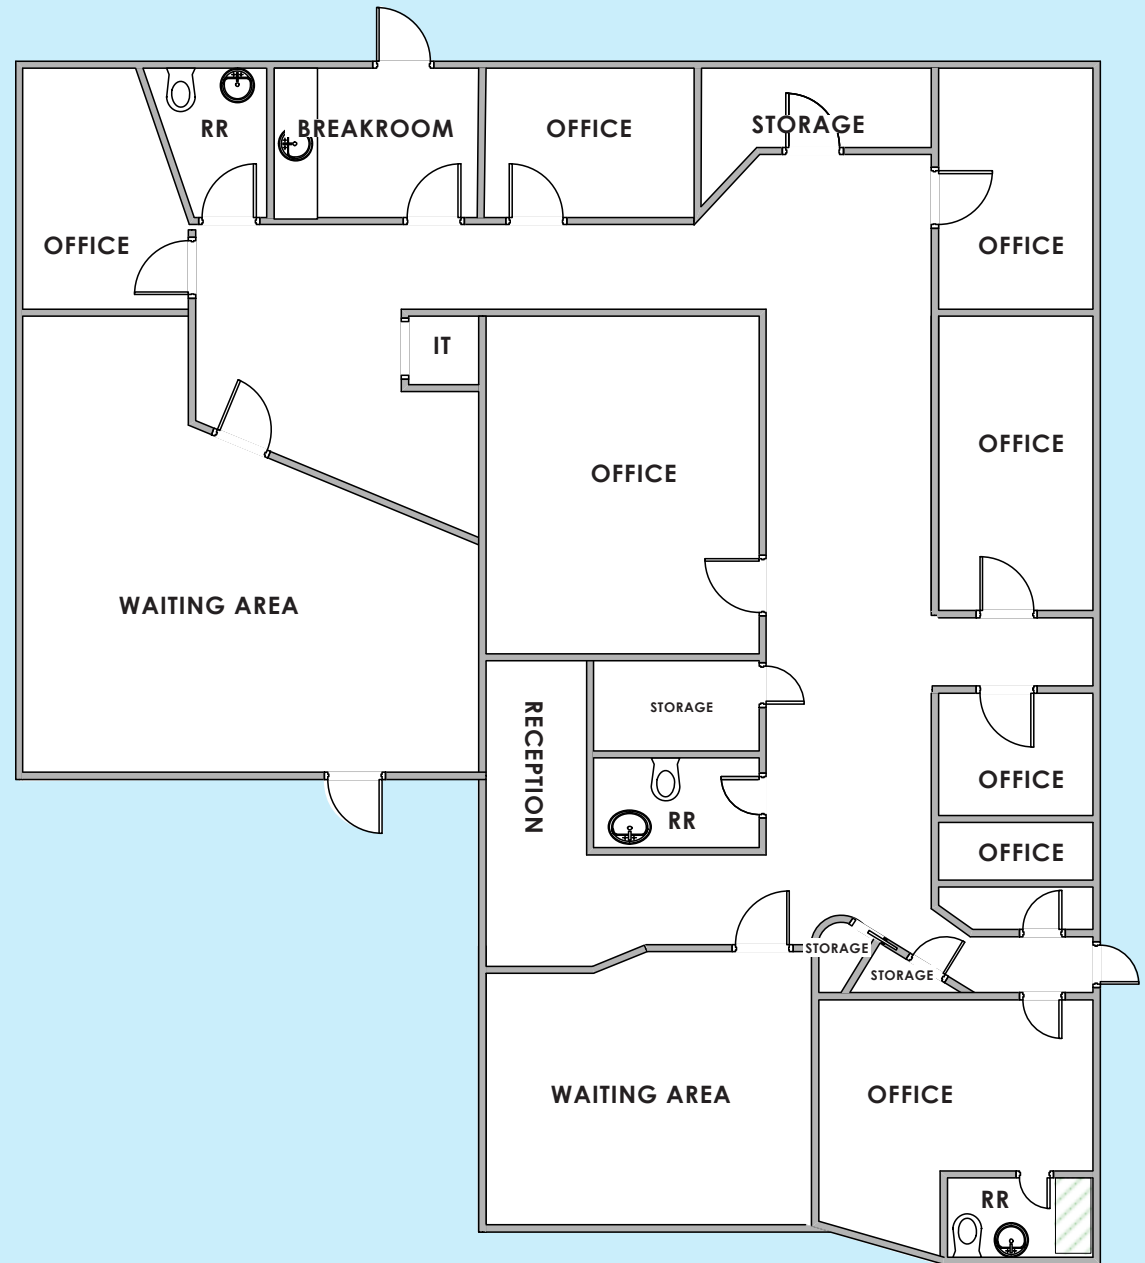 RR
BREAKROOM
OFFICE
STORAGE
OFFICE
OFFICE
IT
OFFICE
OFFICE
WAITING AREA
RECEPTION
STORAGE
OFFICE
RR
OFFICE
STORAGE
STORAGE
WAITING AREA
OFFICE
RR